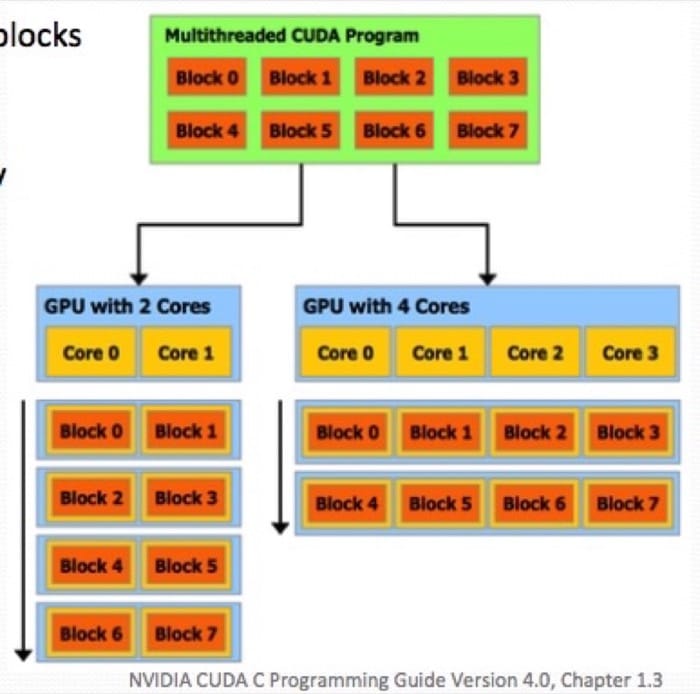 Multithreaded CUDA Program
Block 0 Block 1 Block 2 Block 3
Block 4 Block 5 Block 6 Block 7
GPU with 2 Cores
Core 0 Core 1
Block 0 Block 1
Block 2 Block 3
Block 4 Block 5
Block 6 Block 7
GPU with 4 Cores
Core 0 Core 1 Core 2 Core 3
Block 0 Block 1 Block 2 Block 3
Block 4 Block 5 Block 6 Block 7
NVIDIA CUDA C Programming Guide Version 4.0, Chapter 1.3